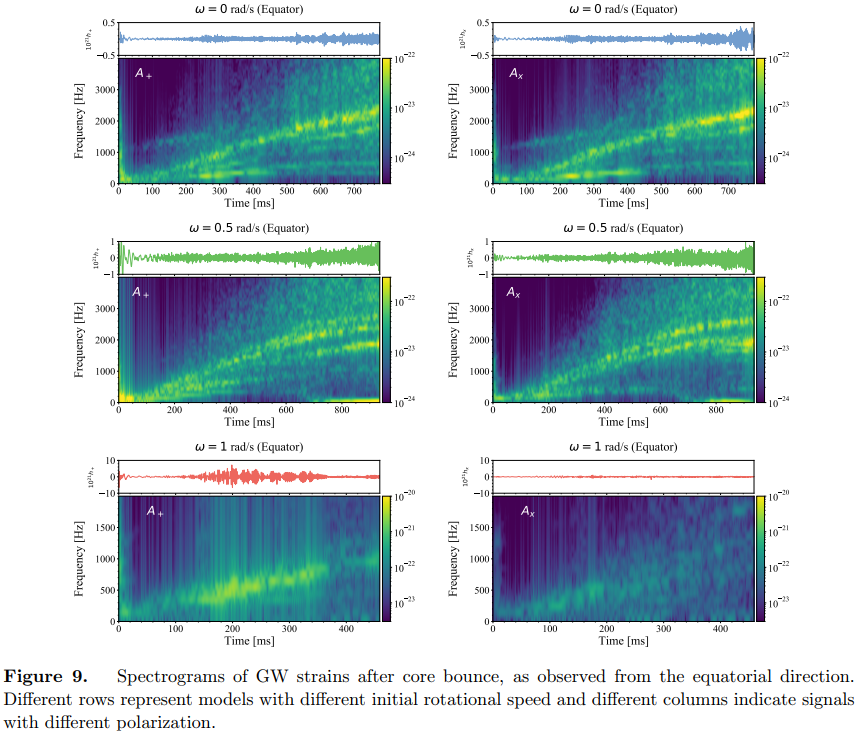 ω = 0 rad/s (Equator)
ω = 0 rad/s (Equator)
0.5
0.0
−0.5
10²¹h₊
0.5
0.0
−0.5
10²¹hₓ
A₊
Aₓ
Frequency [Hz]
3000
2000
1000
0
10⁻²²
10⁻²³
10⁻²⁴
Frequency [Hz]
3000
2000
1000
0
10⁻²²
10⁻²³
10⁻²⁴
0 100 200 300 400 500 600 700
0 100 200 300 400 500 600 700
Time [ms]
Time [ms]
ω = 0.5 rad/s (Equator)
ω = 0.5 rad/s (Equator)
1
0
−1
10²¹h₊
1
0
−1
10²¹hₓ
A₊
Aₓ
Frequency [Hz]
3000
2000
1000
0
10⁻²²
10⁻²³
10⁻²⁴
Frequency [Hz]
3000
2000
1000
0
10⁻²²
10⁻²³
10⁻²⁴
0 200 400 600 800
0 200 400 600 800
Time [ms]
Time [ms]
ω = 1 rad/s (Equator)
ω = 1 rad/s (Equator)
10
0
−10
10²¹h₊
10
0
−10
10²¹hₓ
A₊
Aₓ
Frequency [Hz]
1500
1000
500
0
10⁻²⁰
10⁻²¹
10⁻²²
10⁻²³
Frequency [Hz]
1500
1000
500
0
10⁻²⁰
10⁻²¹
10⁻²²
10⁻²³
0 100 200 300 400
0 100 200 300 400
Time [ms]
Time [ms]
Figure 9. Spectrograms of GW strains after core bounce, as observed from the equatorial direction.
Different rows represent models with different initial rotational speed and different columns indicate signals
with different polarization.